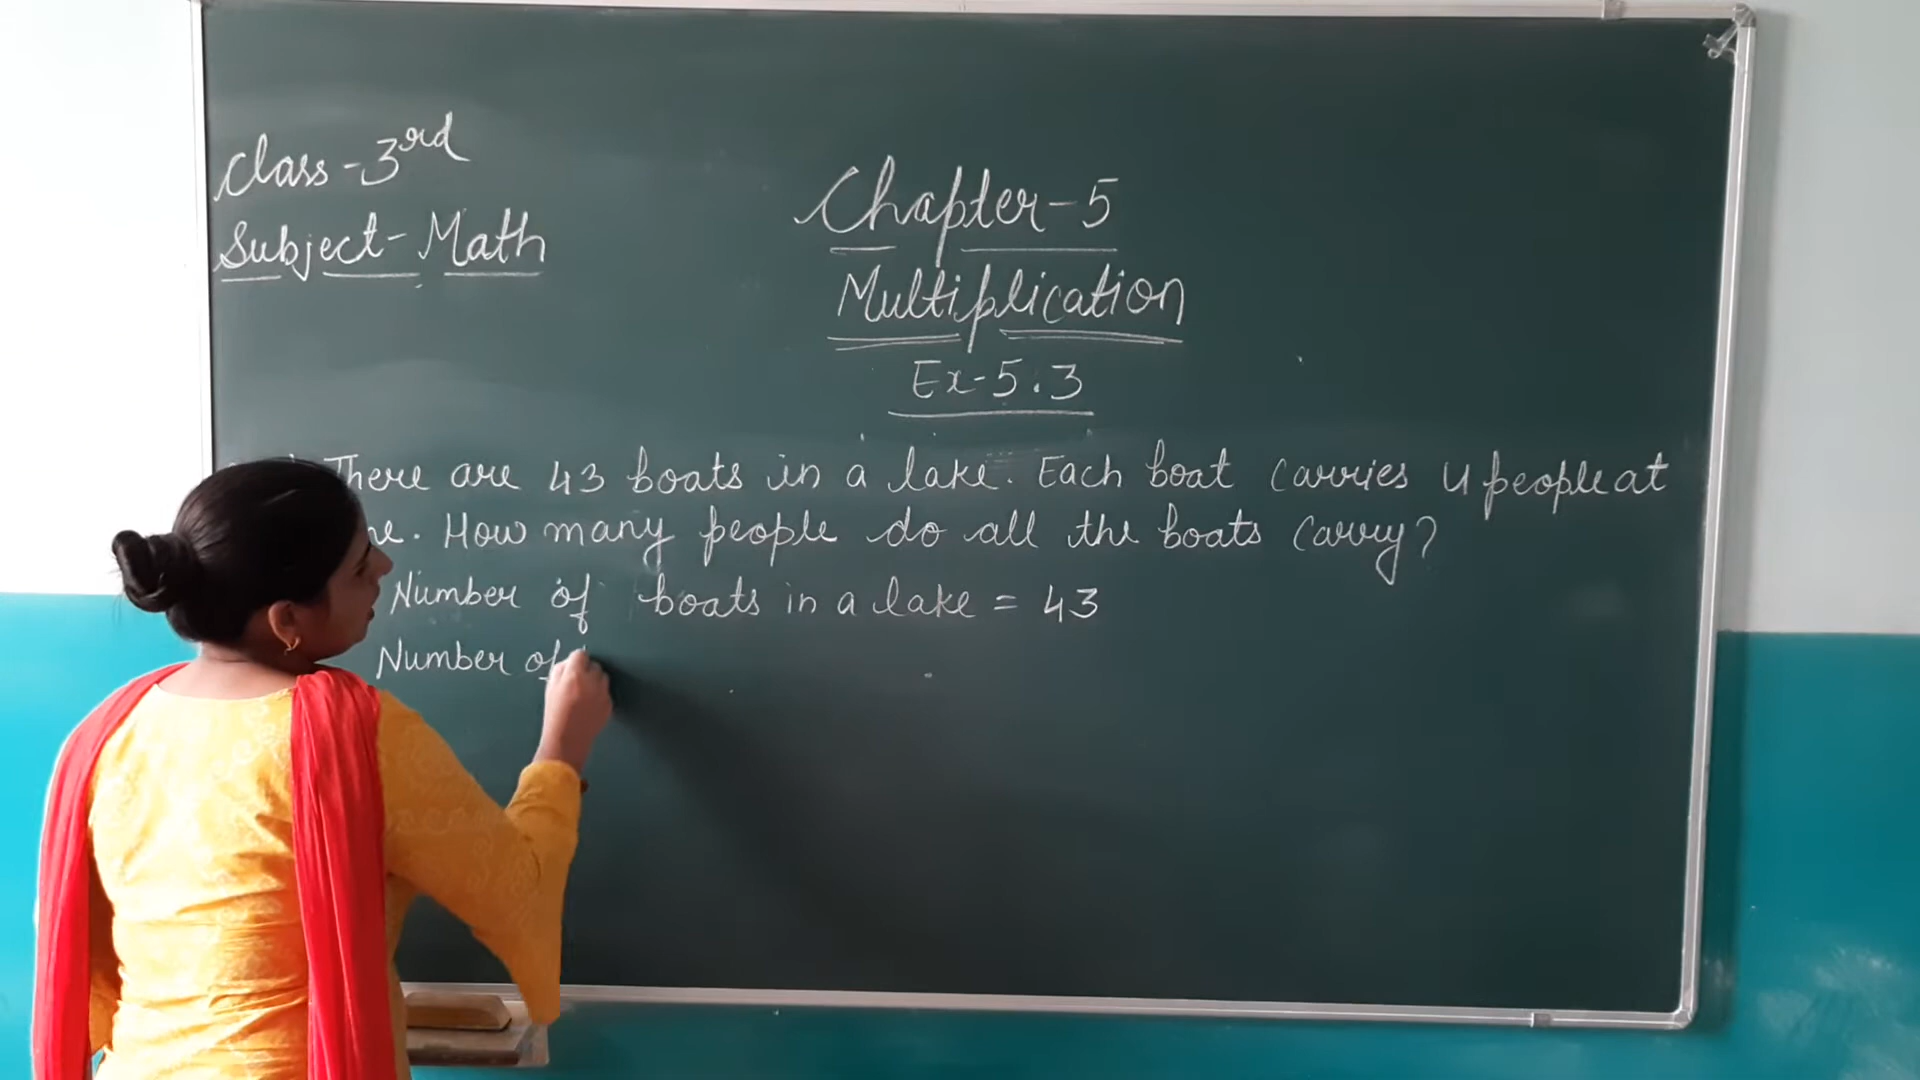 Class-3rd
Subject-Math
Chapter-5
Multiplication
Ex-5.3
There are 43 boats in a lake. Each boat carries 4 people at
How many people do all the boats carry?
Number of boats in a lake = 43
Number of